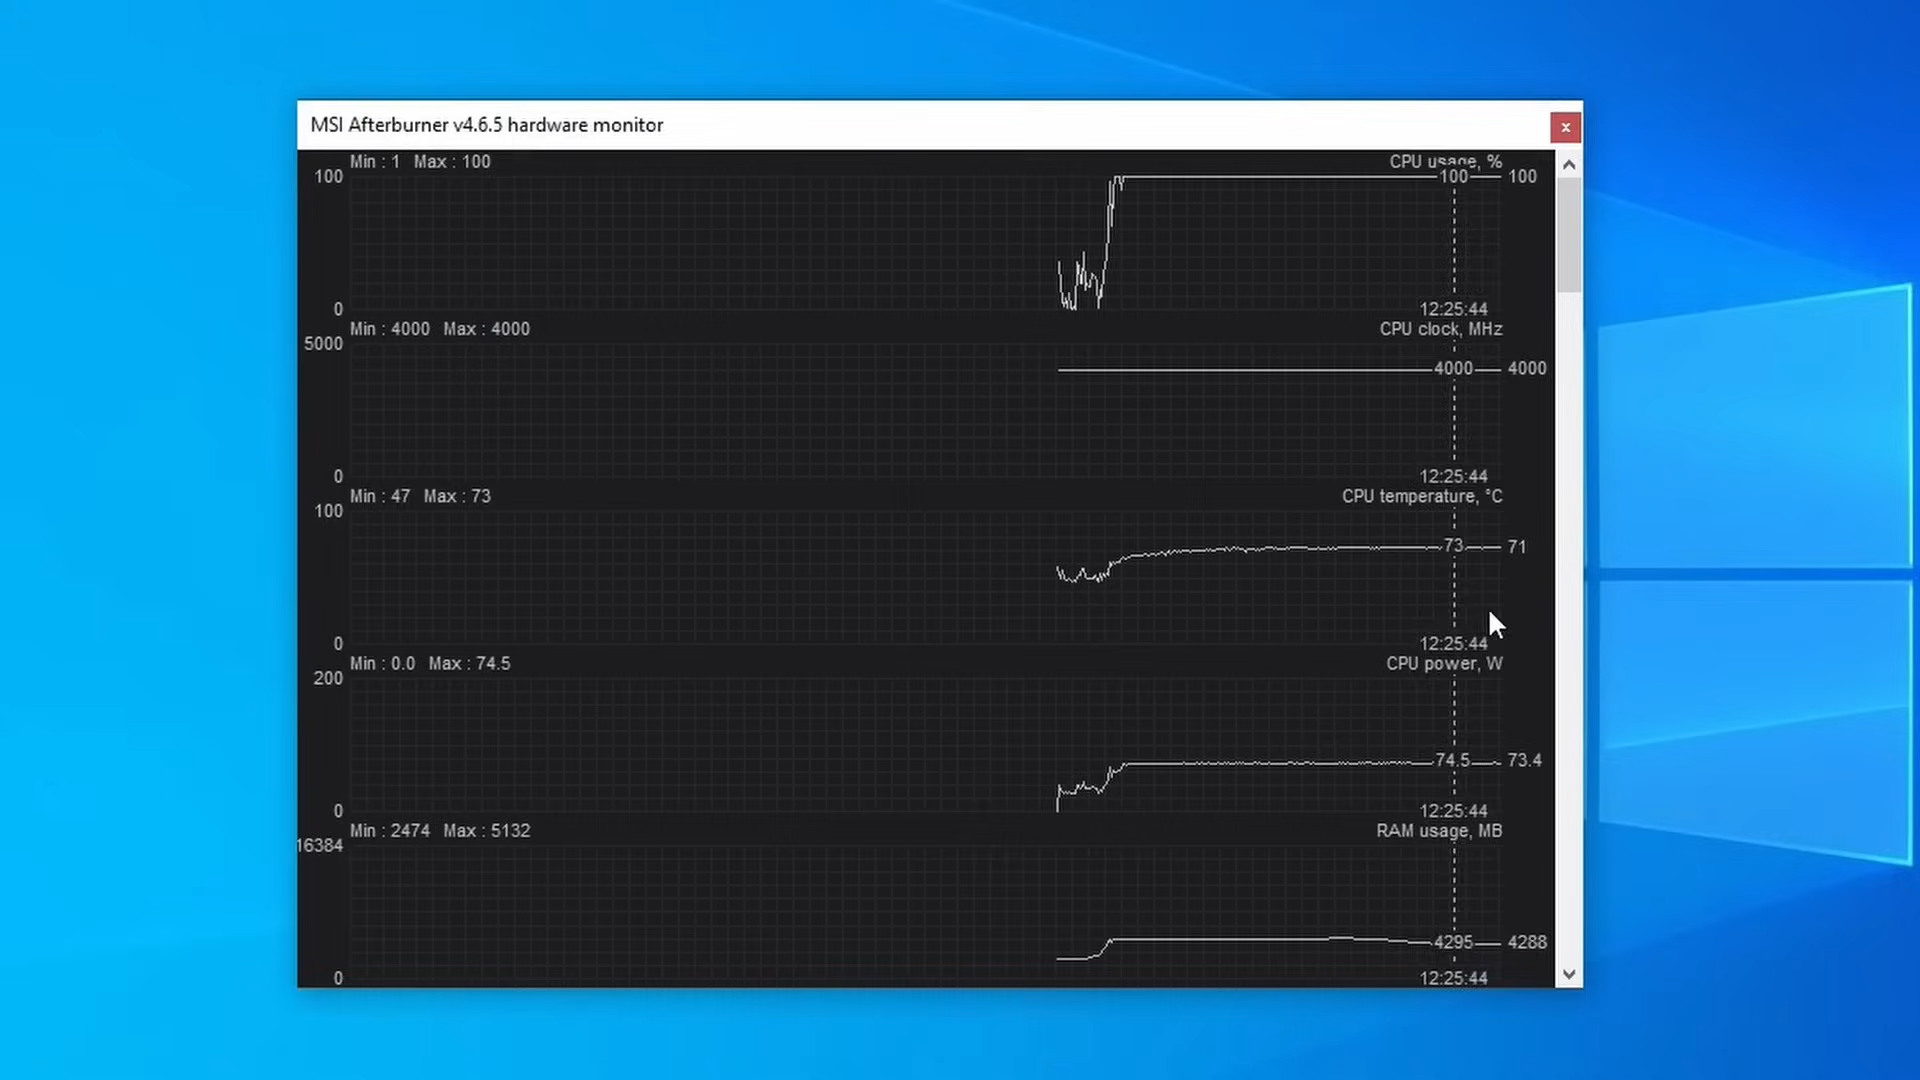 MSI Afterburner v4.6.5 hardware monitor
x
Min : 1 Max : 100
CPU usage, %
100
100
100
0
12:25:44
Min : 4000 Max : 4000
CPU clock, MHz
5000
4000
4000
0
12:25:44
Min : 47 Max : 73
CPU temperature, °C
100
73
71
0
12:25:44
Min : 0.0 Max : 74.5
CPU power, W
200
74.5
73.4
0
12:25:44
Min : 2474 Max : 5132
RAM usage, MB
16384
4295
4288
0
12:25:44